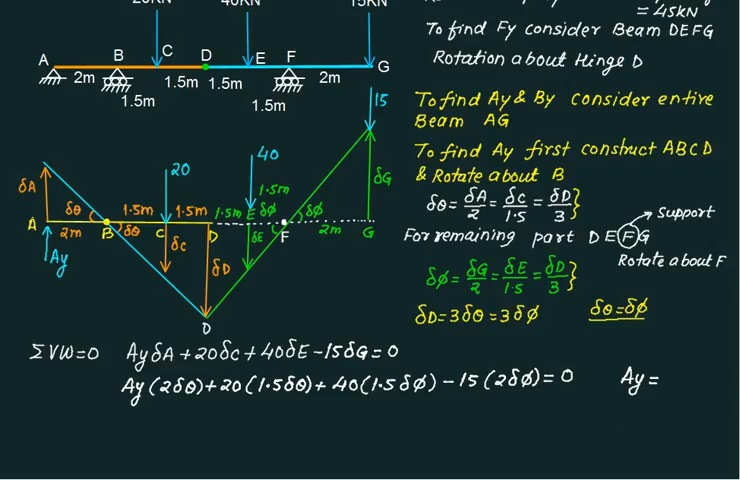 15KN
= 45KN
To find Fy consider Beam DEFG
Rotation about Hinge D
A B C D E F G
2m 1.5m 1.5m 1.5m 1.5m 2m
To find Ay & By consider entire
Beam AG
To find Ay first construct ABCD
& Rotate about B
δθ = δA/2 = δC/1.5 = δD/3 }
Support
For remaining part D E F G
Rotate about F
δφ = δG/2 = δE/1.5 = δD/3 }
δD = 3δθ = 3δφ δθ = δφ
15
20 40
δA δθ 1.5m 1.5m 1.5m E δφ 1.5m δφ δG
A 2m B δθ C D δE F 2m G
Ay δC δD
D
ΣVW=0 AyδA + 20δC + 40δE - 15δG = 0
Ay(2δθ) + 20(1.5δθ) + 40(1.5δφ) - 15(2δφ) = 0 Ay =